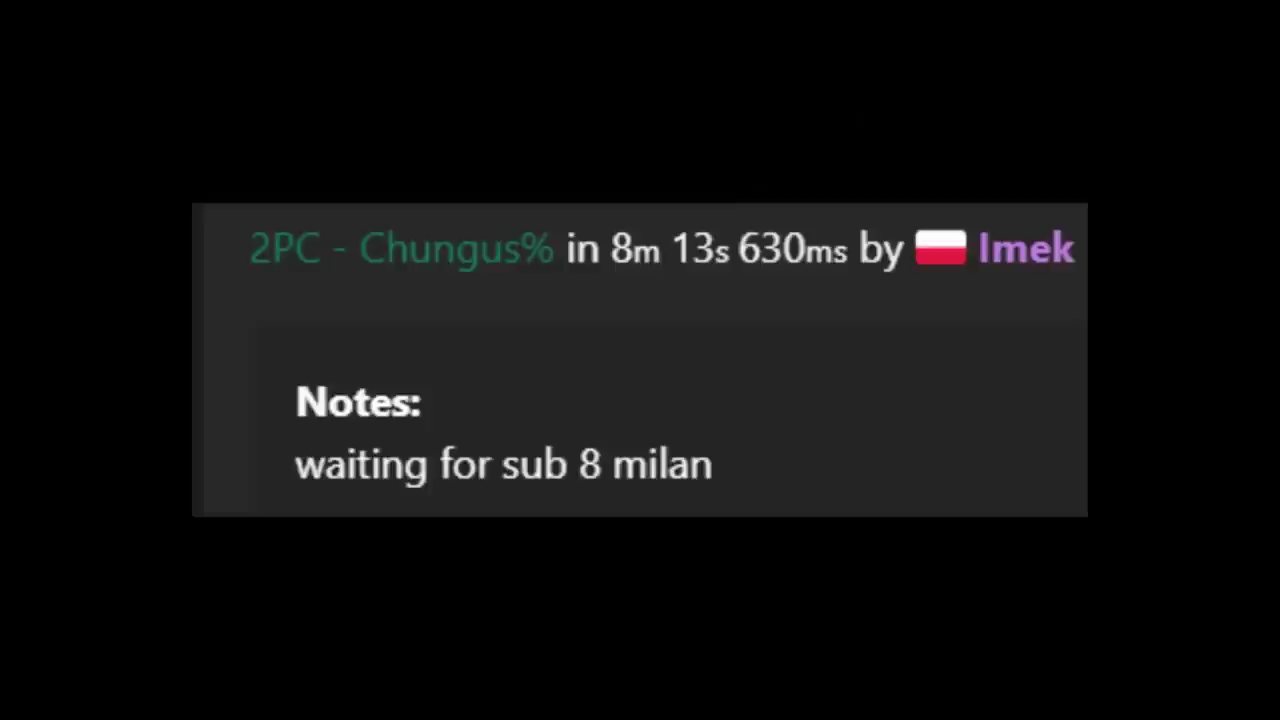 2PC - Chungus% in 8m 13s 630ms by Imek
Notes:
waiting for sub 8 milan